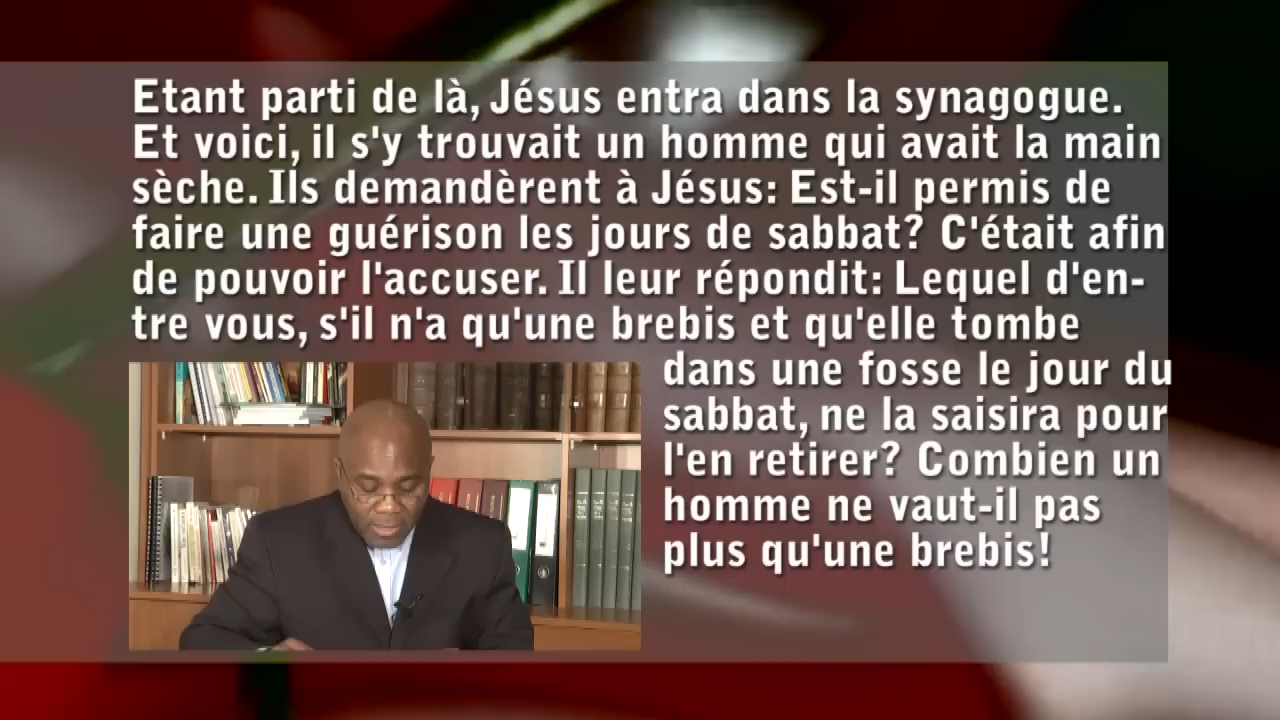 Etant parti de là, Jésus entra dans la synagogue.
Et voici, il s'y trouvait un homme qui avait la main
sèche. Ils demandèrent à Jésus: Est-il permis de
faire une guérison les jours de sabbat? C'était afin
de pouvoir l'accuser. Il leur répondit: Lequel d'en-
tre vous, s'il n'a qu'une brebis et qu'elle tombe
dans une fosse le jour du
sabbat, ne la saisira pour
l'en retirer? Combien un
homme ne vaut-il pas
plus qu'une brebis!